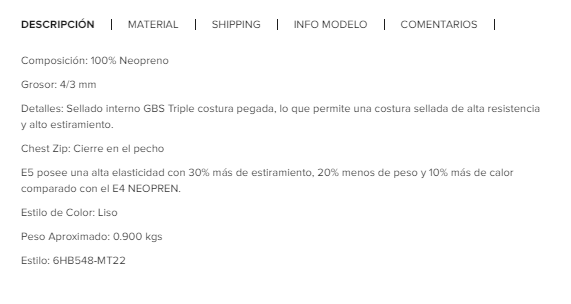 DESCRIPCIÓN | MATERIAL | SHIPPING | INFO MODELO | COMENTARIOS |
Composición: 100% Neopreno
Grosor: 4/3 mm
Detalles: Sellado interno GBS Triple costura pegada, lo que permite una costura sellada de alta resistencia
y alto estiramiento.
Chest Zip: Cierre en el pecho
E5 posee una alta elasticidad con 30% más de estiramiento, 20% menos de peso y 10% más de calor
comparado con el E4 NEOPREN.
Estilo de Color: Liso
Peso Aproximado: 0.900 kgs
Estilo: 6HB548-MT22